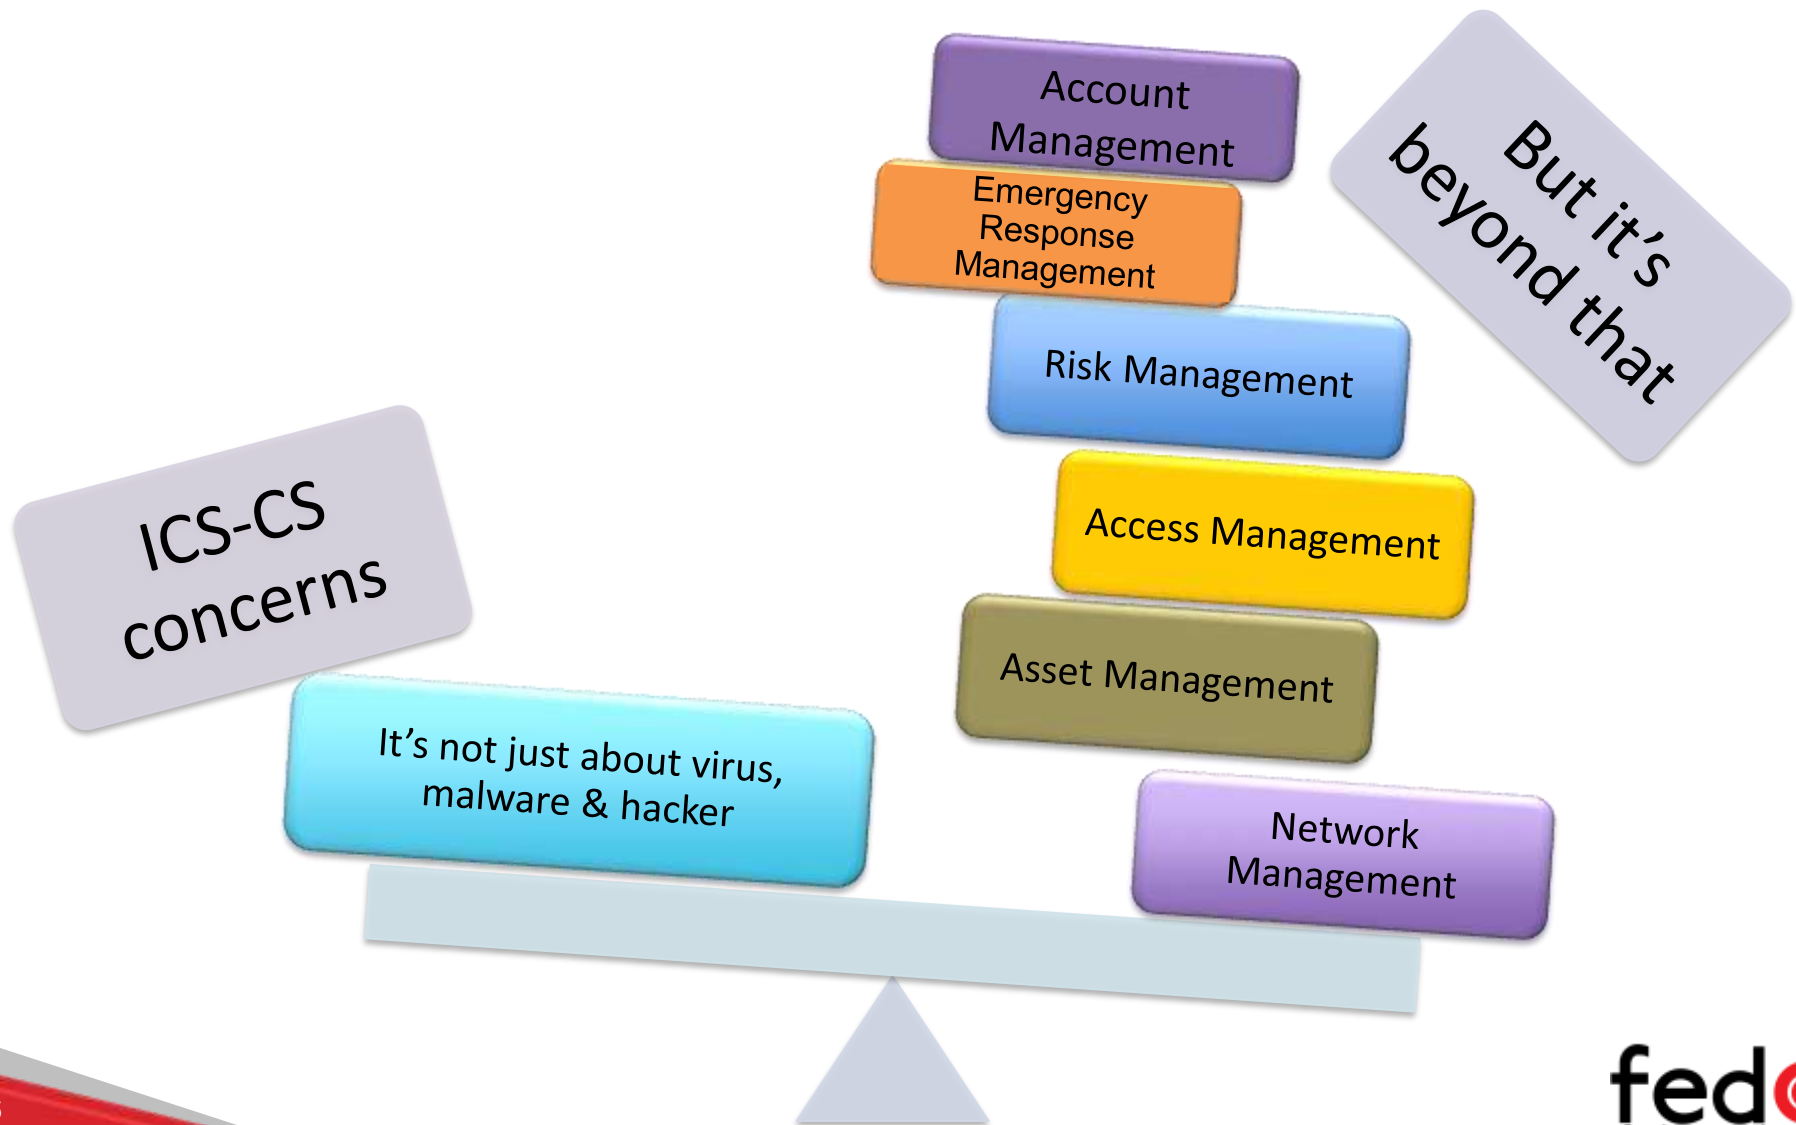 ICS-CS
concerns
It’s not just about virus,
malware & hacker
But it’s
beyond that
Account
Management
Emergency
Response
Management
Risk Management
Access Management
Asset Management
Network
Management